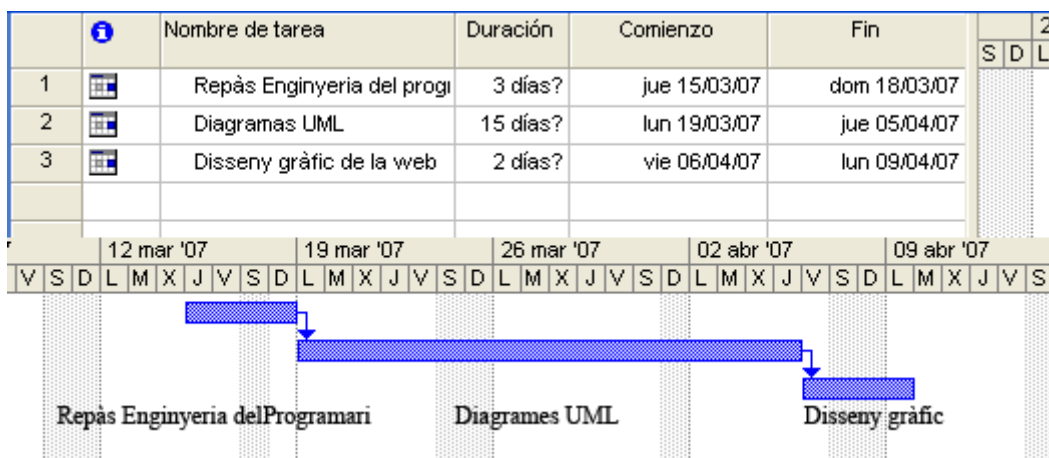 Nombre de tarea Duración Comienzo Fin 2
S D L
1 Repàs Enginyeria del progr 3 días? jue 15/03/07 dom 18/03/07
2 Diagramas UML 15 días? lun 19/03/07 jue 05/04/07
3 Disseny gràfic de la web 2 días? vie 06/04/07 lun 09/04/07
12 mar '07 19 mar '07 26 mar '07 02 abr '07 09 abr '07
V S D L M X J V S D L M X J V S D L M X J V S D L M X J V S D L M X J V S
Repàs Enginyeria delProgramari Diagrames UML Disseny gràfic